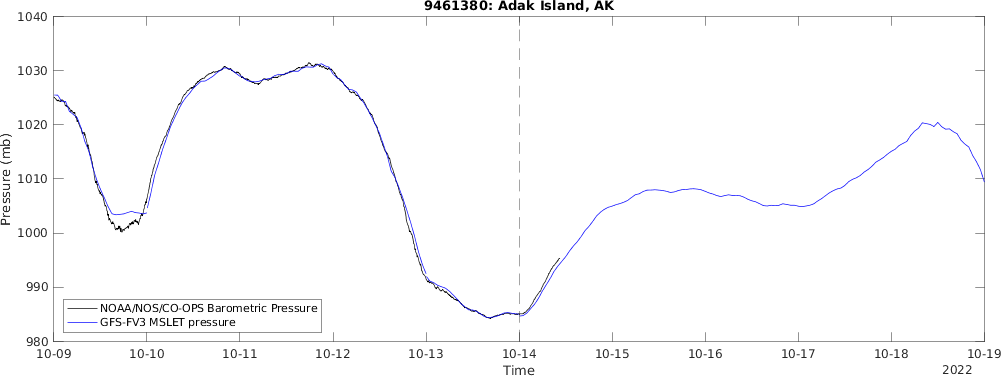 9461380: Adak Island, AK
1040
1030
1020
1010
1000
990
980
Pressure (mb)
NOAA/NOS/CO-OPS Barometric Pressure
GFS-FV3 MSLET pressure
10-09 10-10 10-11 10-12 10-13 10-14 10-15 10-16 10-17 10-18 10-19
Time
2022